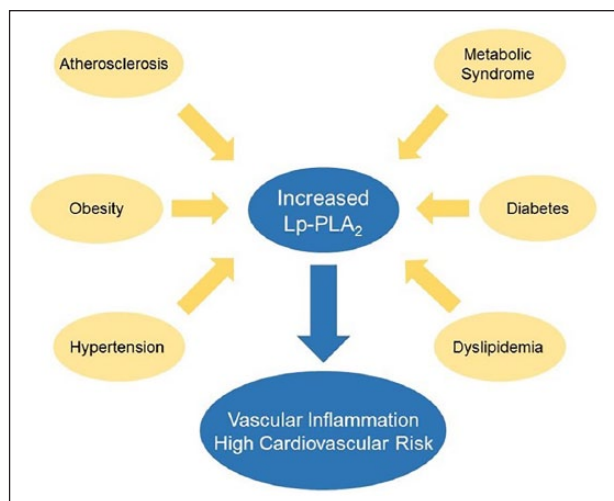 Atherosclerosis
Metabolic
Syndrome
Obesity
Increased
Lp-PLA₂
Diabetes
Hypertension
Dyslipidemia
Vascular Inflammation
High Cardiovascular Risk